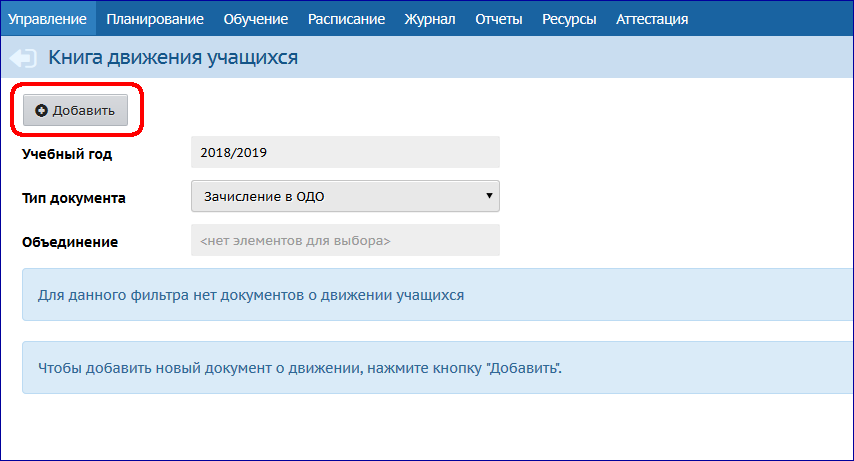 Управление Планирование Обучение Расписание Журнал Отчеты Ресурсы Аттестация
Книга движения учащихся
Добавить
Учебный год 2018/2019
Тип документа Зачисление в ОДО
Объединение <нет элементов для выбора>
Для данного фильтра нет документов о движении учащихся
Чтобы добавить новый документ о движении, нажмите кнопку "Добавить".